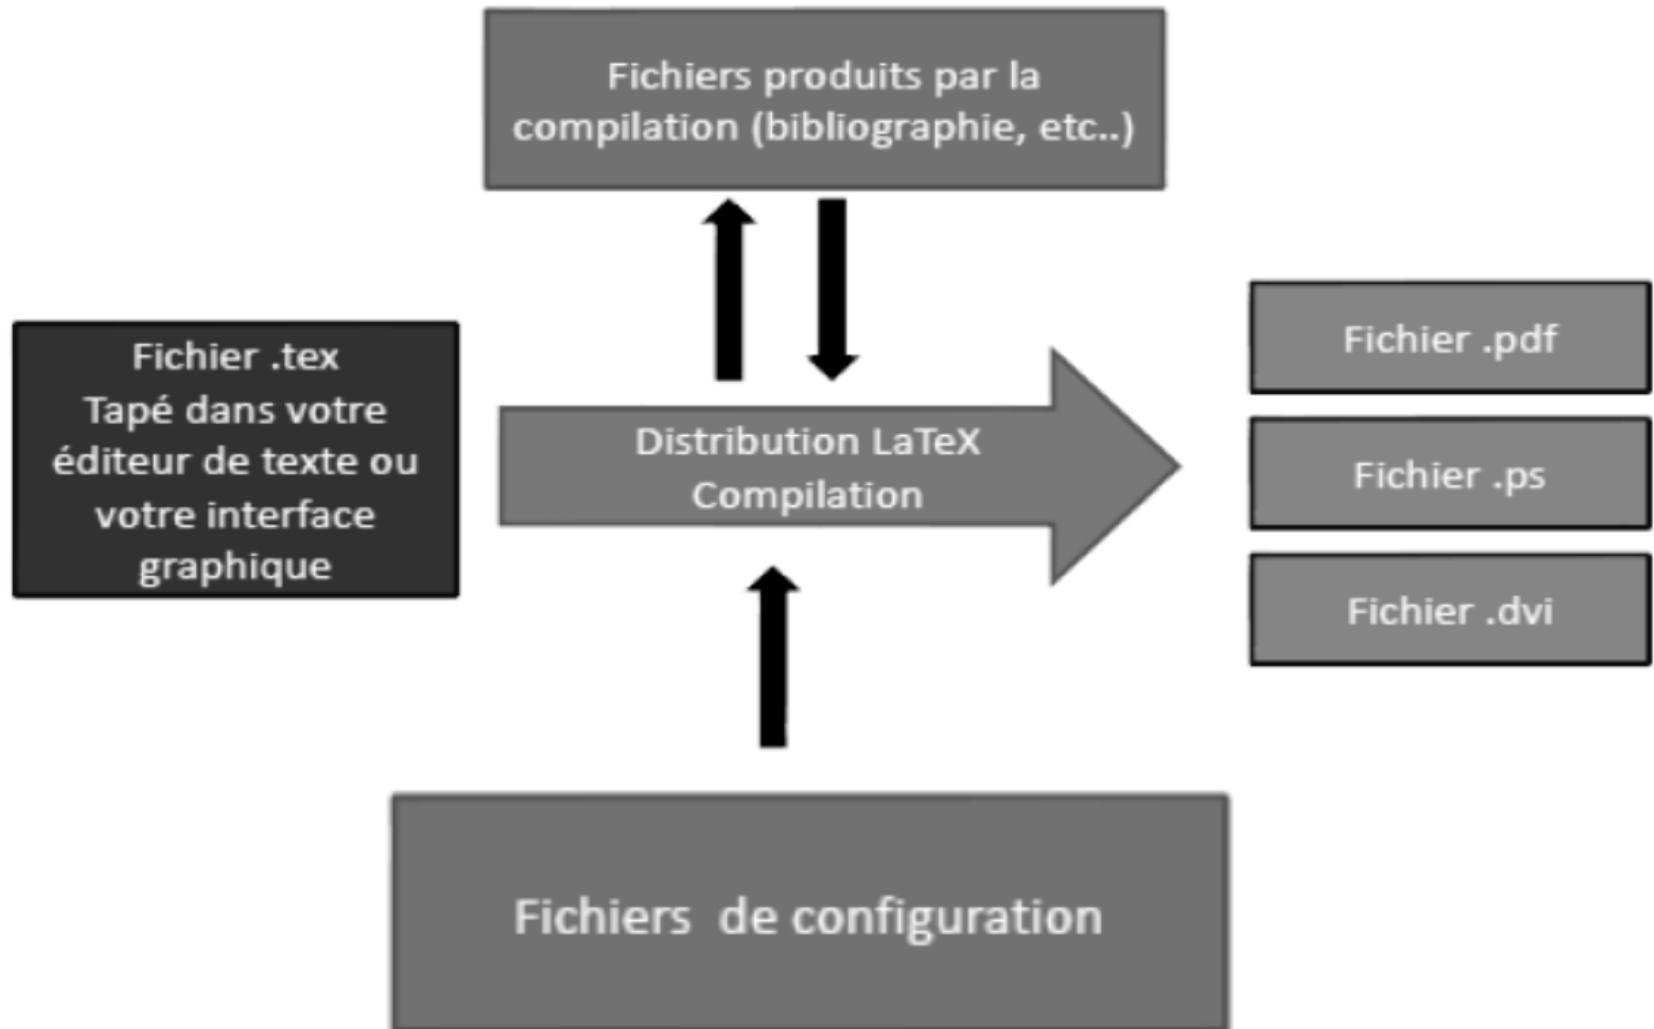 Fichiers produits par la
compilation (bibliographie, etc..)
Fichier .tex
Tapé dans votre
éditeur de texte ou
votre interface
graphique
Distribution LaTeX
Compilation
Fichier .pdf
Fichier .ps
Fichier .dvi
Fichiers  de configuration